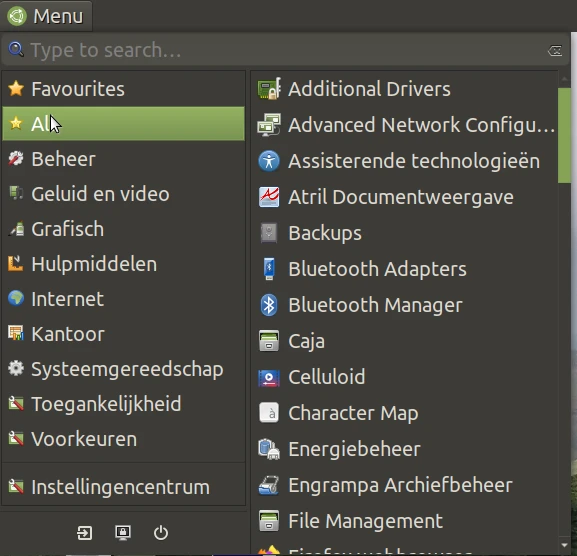 Menu
Type to search...
Favourites
Beheer
Geluid en video
Grafisch
Hulpmiddelen
Internet
Kantoor
Systeemgereedschap
Toegankelijkheid
Voorkeuren
Instellingencentrum
Additional Drivers
Advanced Network Configu...
Assisterende technologieën
Atril Documentweergave
Backups
Bluetooth Adapters
Bluetooth Manager
Caja
Celluloid
Character Map
Energiebeheer
Engrampa Archiefbeheer
File Management
Firefox webbrowser